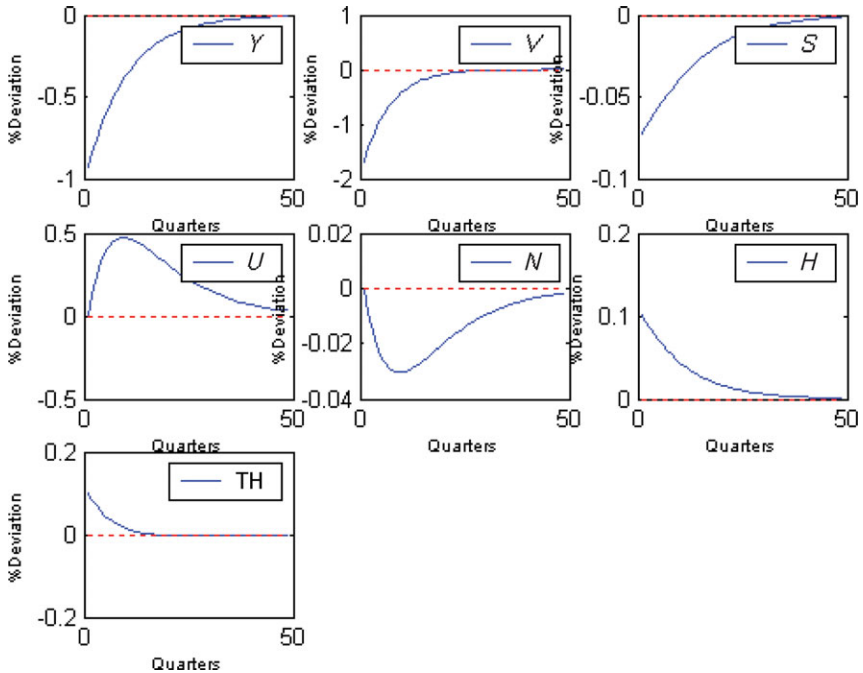 0
-0.5
-1
0
50
%Deviation
Quarters
Y
1
0
-1
-2
0
50
%Deviation
Quarters
V
0
-0.05
-0.1
0
50
%Deviation
Quarters
S
0.5
0
-0.5
0
50
%Deviation
Quarters
U
0.02
0
-0.02
-0.04
0
50
%Deviation
Quarters
N
0.2
0.1
0
0
50
%Deviation
Quarters
H
0.2
0
-0.2
0
50
%Deviation
Quarters
TH